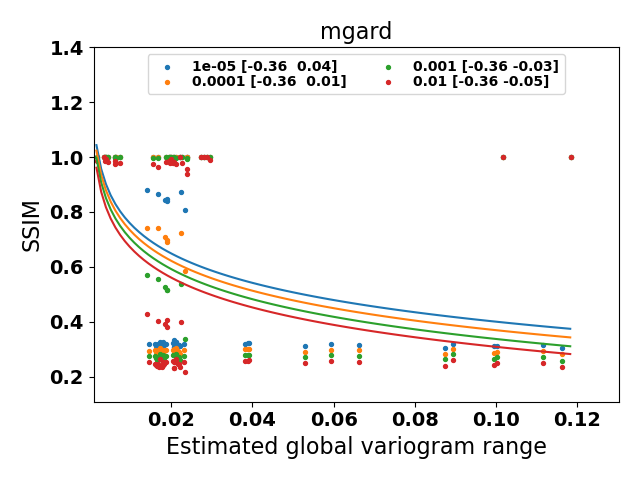 mgard
1e-05 [-0.36  0.04]
0.0001 [-0.36  0.01]
0.001 [-0.36 -0.03]
0.01 [-0.36 -0.05]
SSIM
1.4
1.2
1.0
0.8
0.6
0.4
0.2
0.02 0.04 0.06 0.08 0.10 0.12
Estimated global variogram range